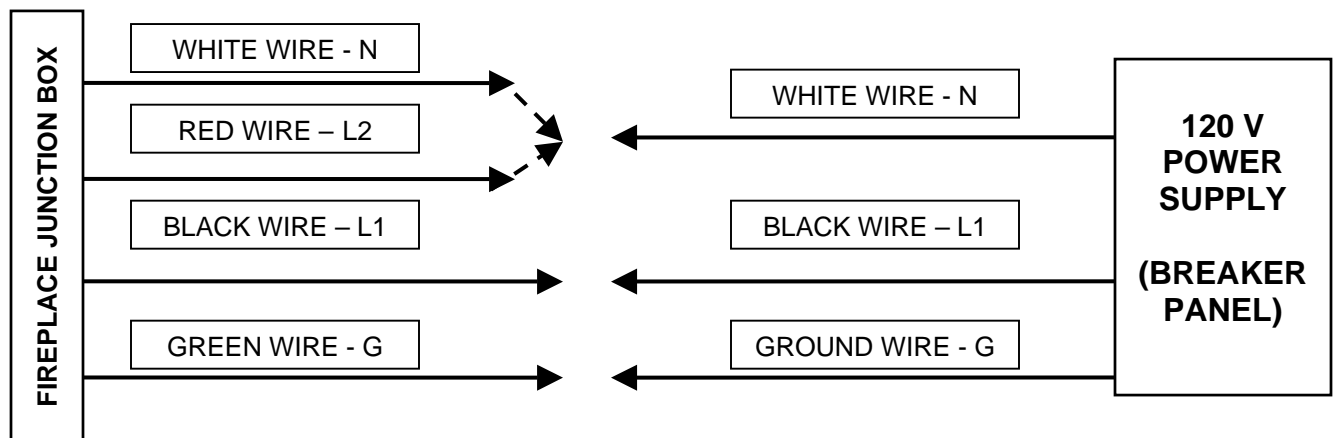 FIREPLACE JUNCTION BOX
WHITE WIRE - N
RED WIRE – L2
BLACK WIRE – L1
GREEN WIRE - G
WHITE WIRE - N
BLACK WIRE – L1
GROUND WIRE - G
120 V
POWER
SUPPLY
(BREAKER
PANEL)